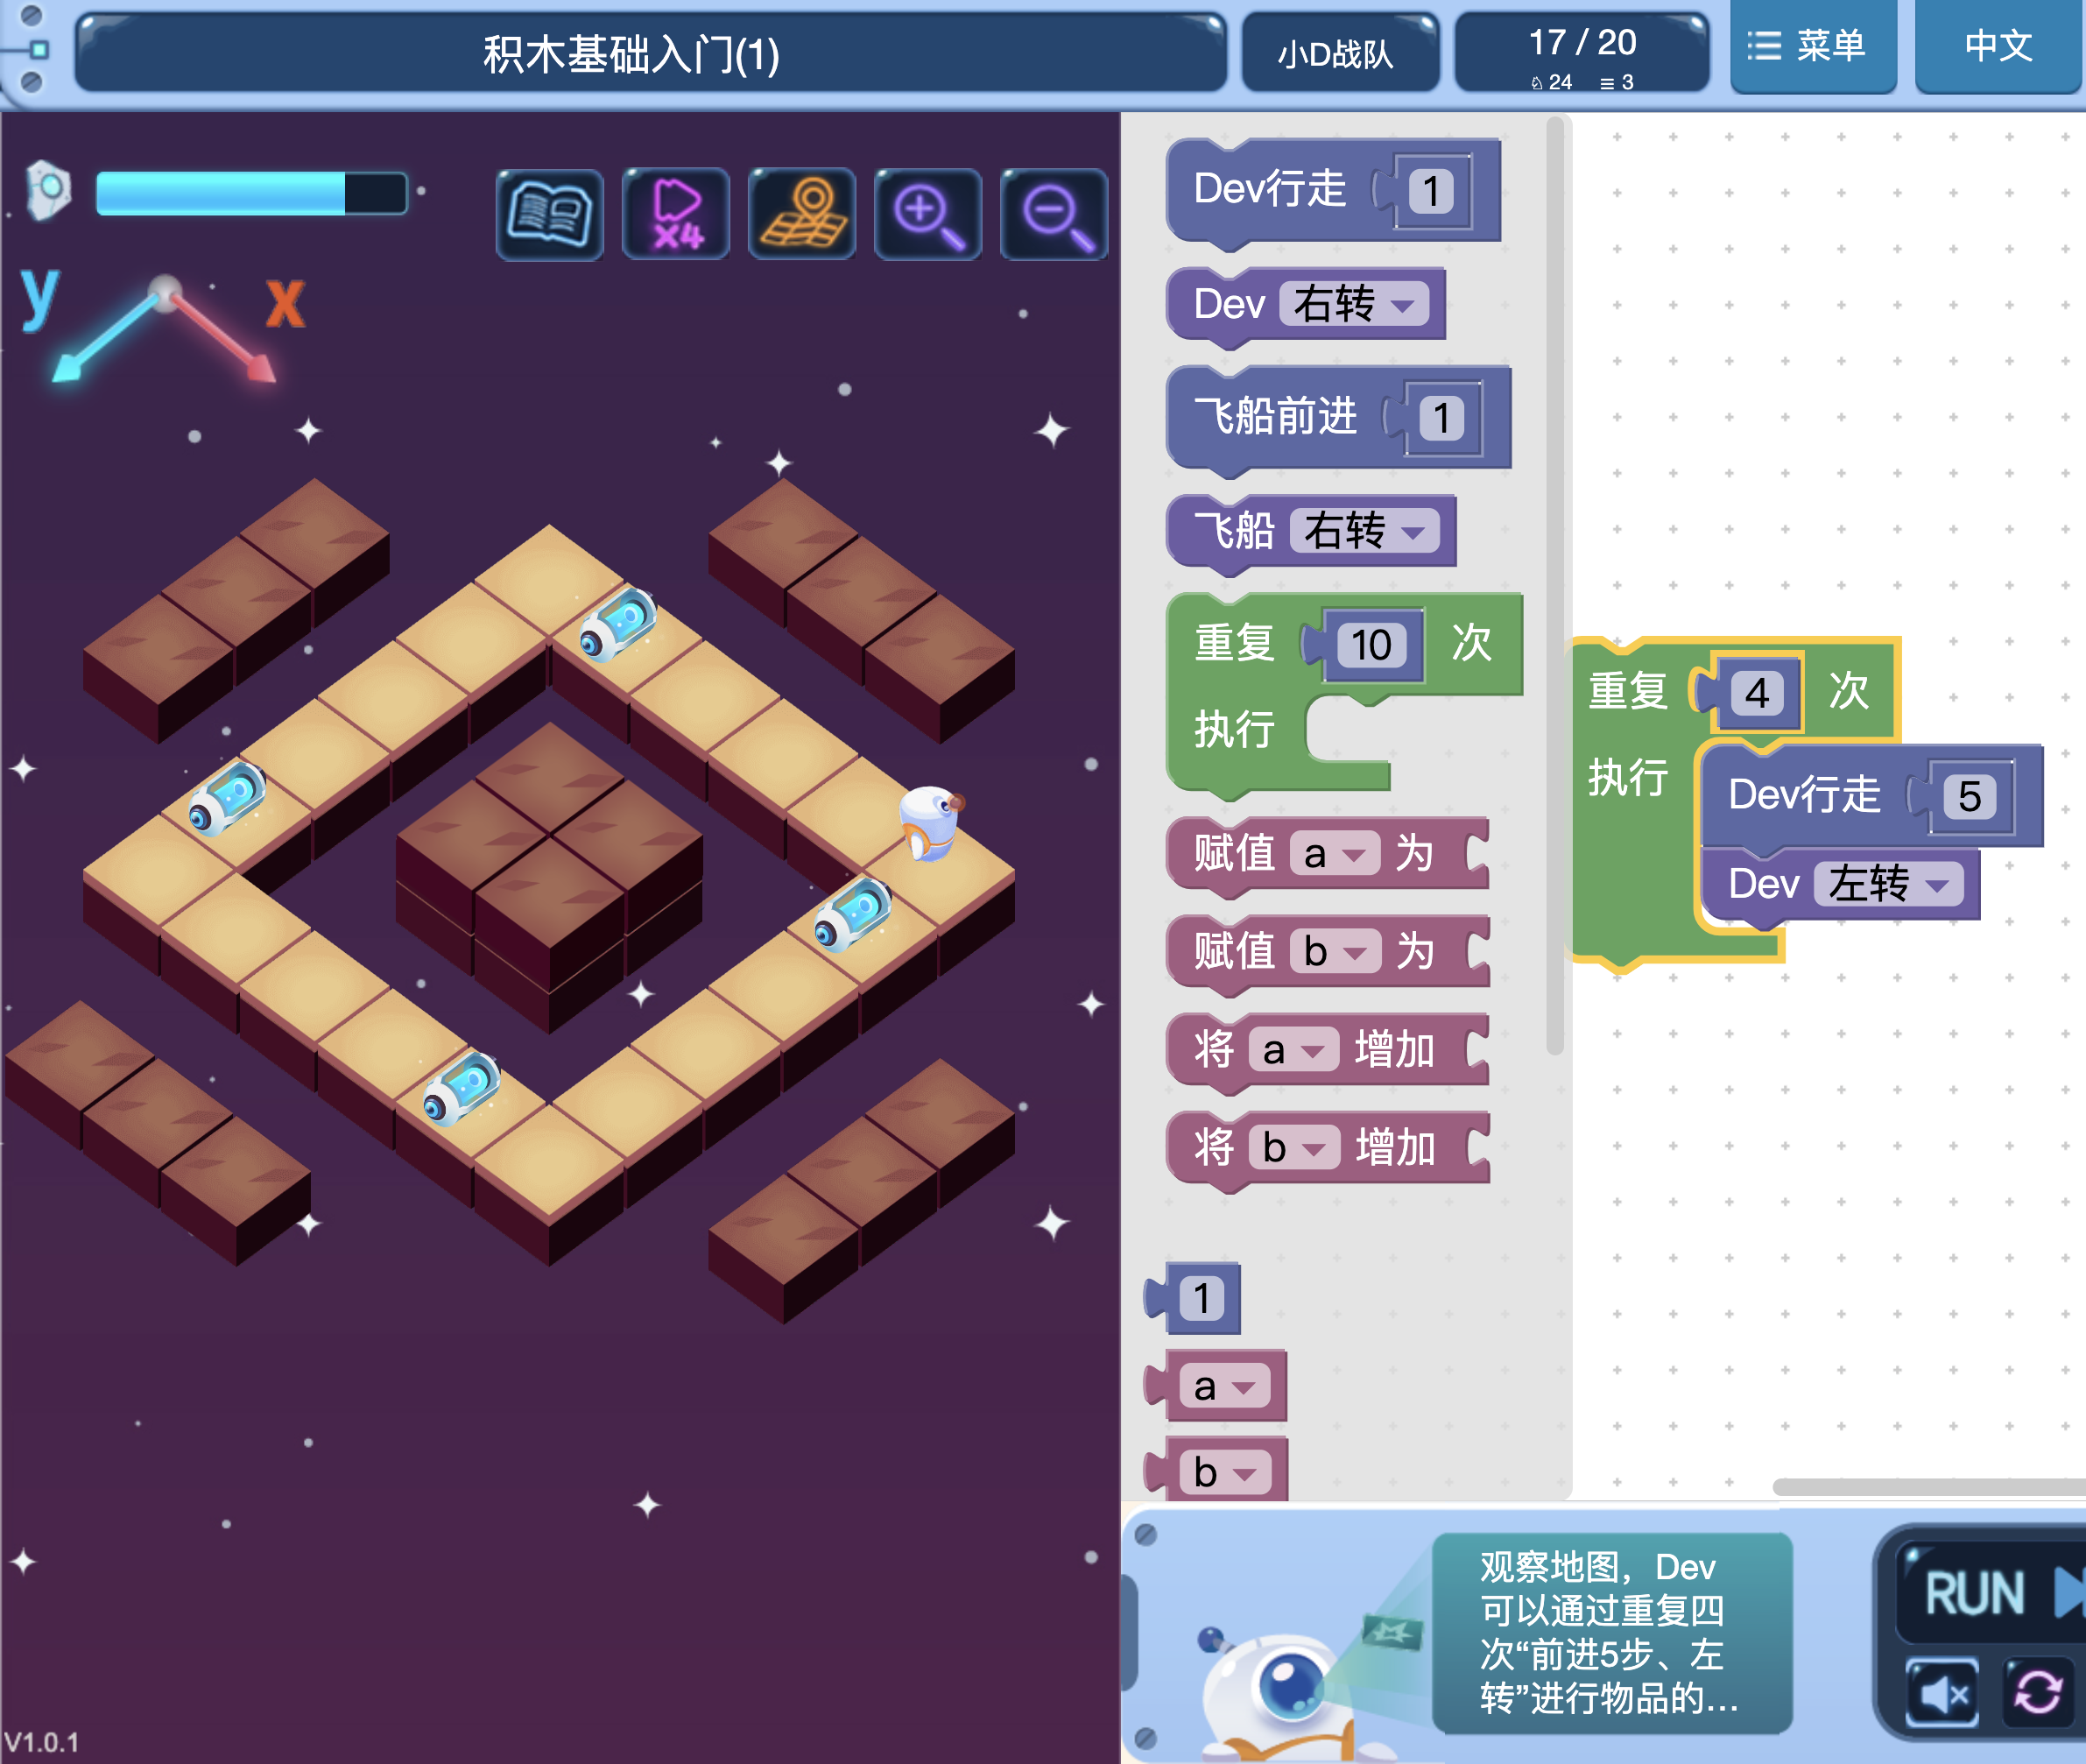 积木基础入门(1)
小D战队
17 / 20
24 3
菜单
中文
X4
y
x
Dev行走 1
Dev 右转
飞船前进 1
飞船 右转
重复 10 次
执行
赋值 a 为
赋值 b 为
将 a 增加
将 b 增加
1
a
b
重复 4 次
执行
Dev行走 5
Dev 左转
观察地图，Dev
可以通过重复四
次“前进5步、左
转”进行物品的...
RUN
V1.0.1